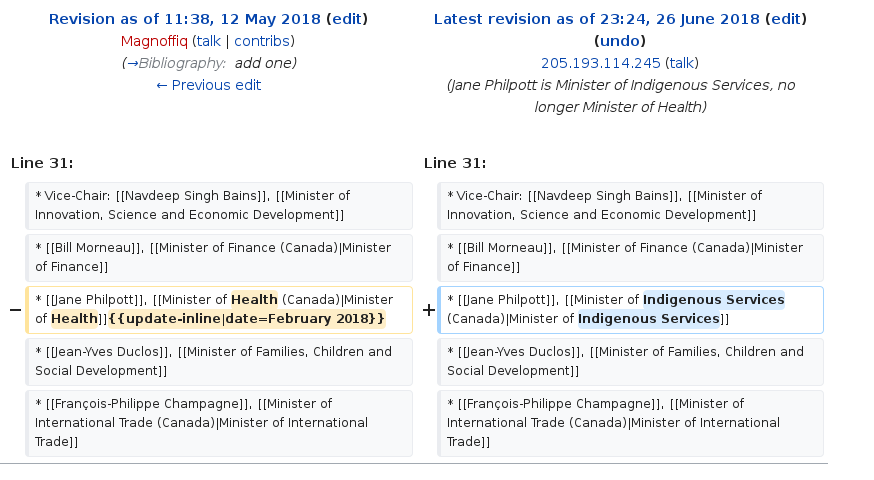 Revision as of 11:38, 12 May 2018 (edit)
Magnoffiq (talk | contribs)
(→Bibliography: add one)
← Previous edit
Latest revision as of 23:24, 26 June 2018 (edit)
(undo)
205.193.114.245 (talk)
(Jane Philpott is Minister of Indigenous Services, no
longer Minister of Health)
Line 31:
Line 31:
* Vice-Chair: [[Navdeep Singh Bains]], [[Minister of
Innovation, Science and Economic Development]]
* Vice-Chair: [[Navdeep Singh Bains]], [[Minister of
Innovation, Science and Economic Development]]
* [[Bill Morneau]], [[Minister of Finance (Canada)|Minister
of Finance]]
* [[Bill Morneau]], [[Minister of Finance (Canada)|Minister
of Finance]]
− * [[Jane Philpott]], [[Minister of Health (Canada)|Minister
of Health]]{{update-inline|date=February 2018}}
+ * [[Jane Philpott]], [[Minister of Indigenous Services
(Canada)|Minister of Indigenous Services]]
* [[Jean-Yves Duclos]], [[Minister of Families, Children and
Social Development]]
* [[Jean-Yves Duclos]], [[Minister of Families, Children and
Social Development]]
* [[François-Philippe Champagne]], [[Minister of
International Trade (Canada)|Minister of International
Trade]]
* [[François-Philippe Champagne]], [[Minister of
International Trade (Canada)|Minister of International
Trade]]